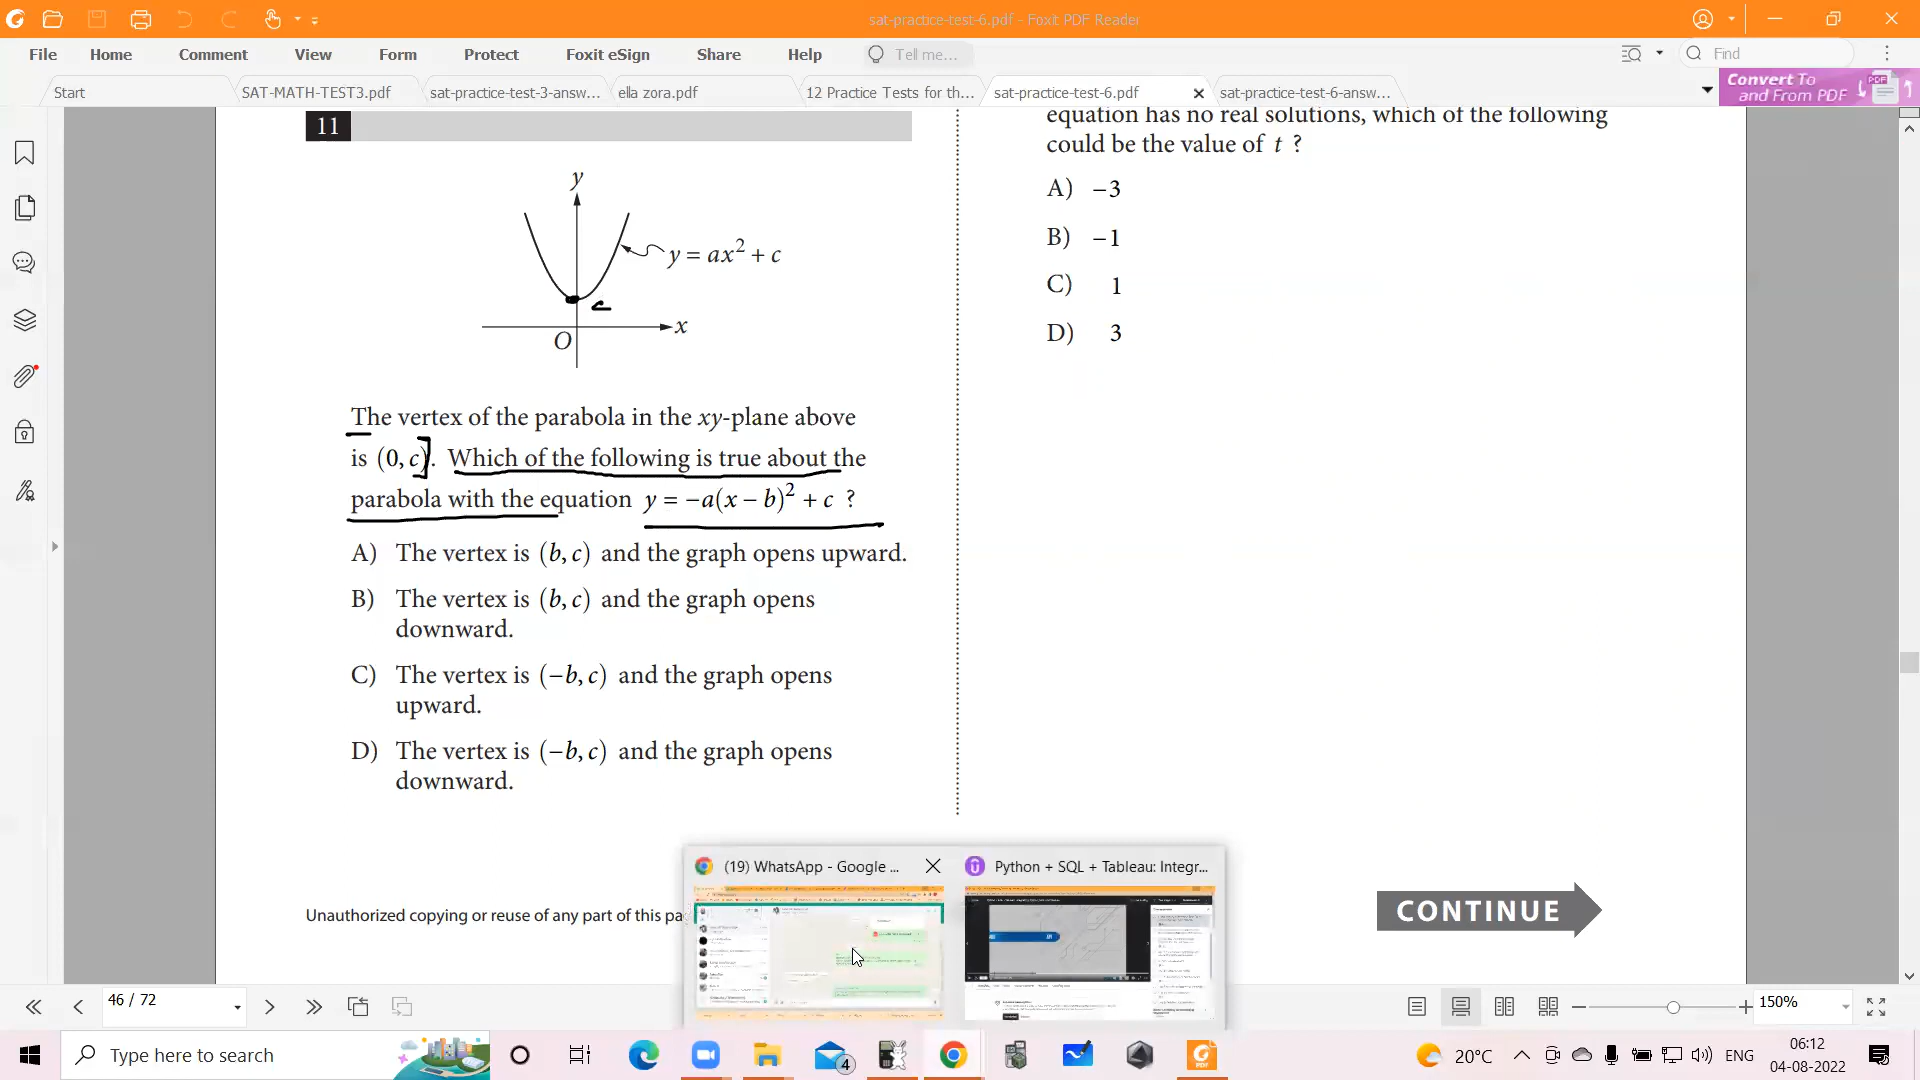 sat-practice-test-6.pdf - Foxit PDF Reader
File Home Comment View Form Protect Foxit eSign Share Help Tell me... Find
Start SAT-MATH-TEST3.pdf sat-practice-test-3-answ... ella zora.pdf 12 Practice Tests for th... sat-practice-test-6.pdf sat-practice-test-6-answ...
Convert To
and From PDF
PDF
11
y
y = ax² + c
c
x
O
The vertex of the parabola in the xy-plane above
is (0, c). Which of the following is true about the
parabola with the equation y = −a(x − b)² + c ?
A) The vertex is (b, c) and the graph opens upward.
B) The vertex is (b, c) and the graph opens
downward.
C) The vertex is (−b, c) and the graph opens
upward.
D) The vertex is (−b, c) and the graph opens
downward.
equation has no real solutions, which of the following
could be the value of t ?
A) −3
B) −1
C) 1
D) 3
Unauthorized copying or reuse of any part of this pa
CONTINUE
(19) WhatsApp - Google ...
Python + SQL + Tableau: Integr...
46 / 72
150%
Type here to search
4
20°C
ENG
06:12
04-08-2022